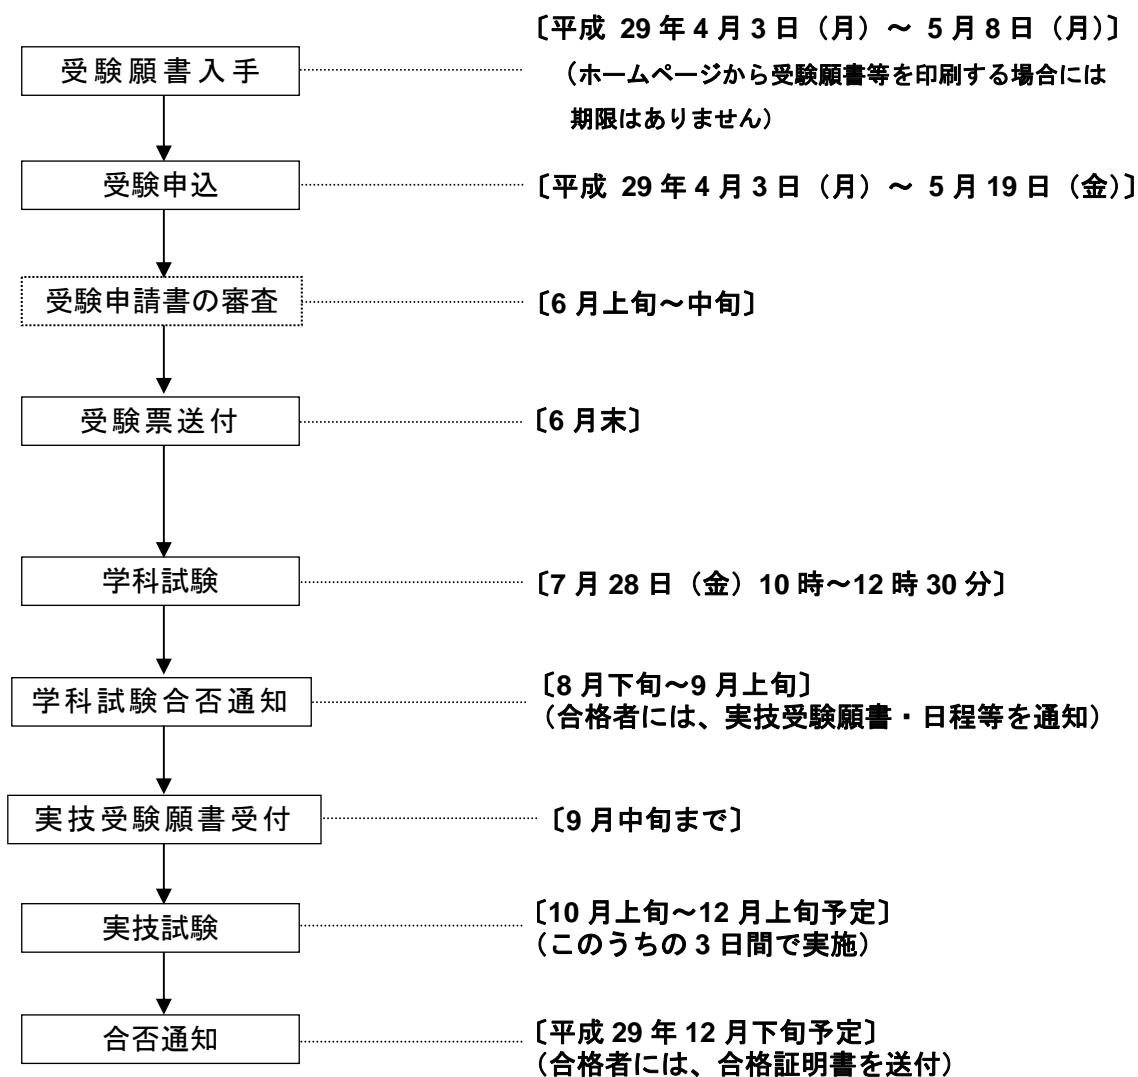 〔平成 29 年 4 月 3 日（月）～ 5 月 8 日（月）〕
受験願書入手
（ホームページから受験願書等を印刷する場合には
期限はありません）
受験申込
〔平成 29 年 4 月 3 日（月）～ 5 月 19 日（金）〕
受験申請書の審査
〔6 月上旬～中旬〕
受験票送付
〔6 月末〕
学科試験
〔7 月 28 日（金）10 時～12 時 30 分〕
学科試験合否通知
〔8 月下旬～9 月上旬〕
（合格者には、実技受験願書・日程等を通知）
実技受験願書受付
〔9 月中旬まで〕
実技試験
〔10 月上旬～12 月上旬予定〕
（このうちの 3 日間で実施）
合否通知
〔平成 29 年 12 月下旬予定〕
（合格者には、合格証明書を送付）